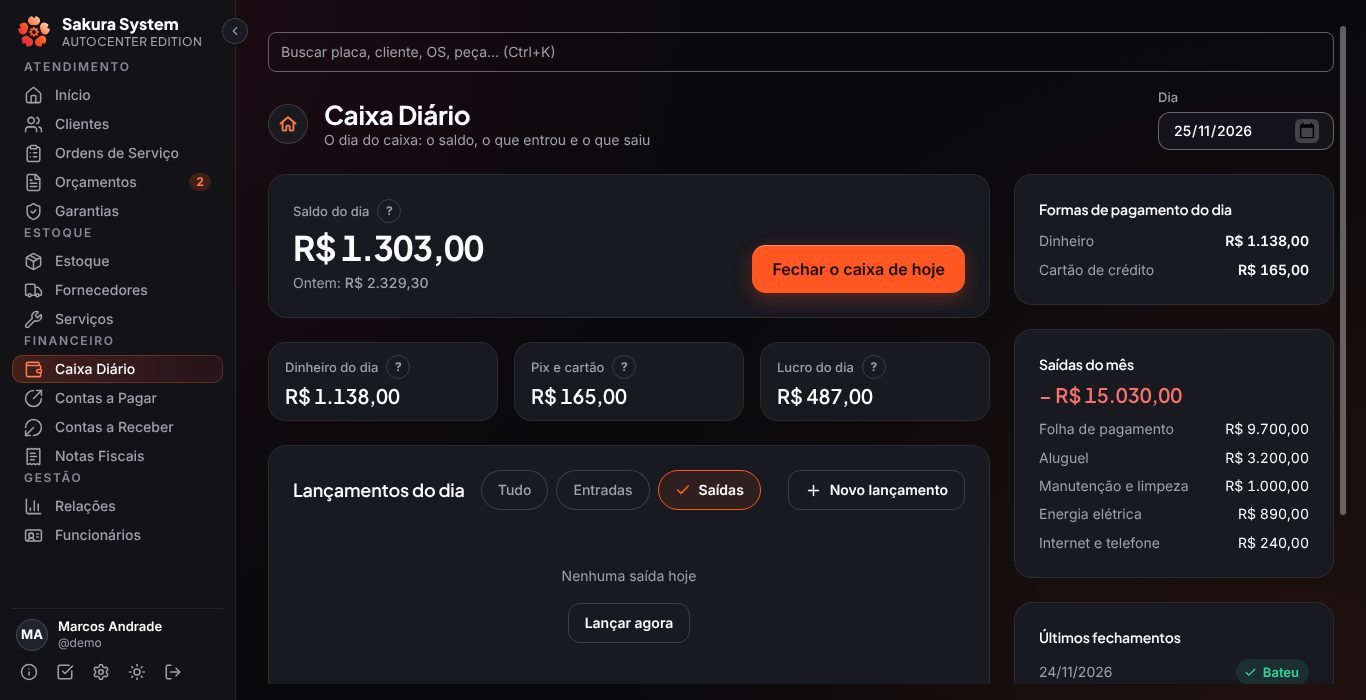 Sakura System
AUTOCENTER EDITION
ATENDIMENTO
Início
Clientes
Ordens de Serviço
Orçamentos 2
Garantias
ESTOQUE
Estoque
Fornecedores
Serviços
FINANCEIRO
Caixa Diário
Contas a Pagar
Contas a Receber
Notas Fiscais
GESTÃO
Relações
Funcionários
MA
Marcos Andrade
@demo
Buscar placa, cliente, OS, peça... (Ctrl+K)
Caixa Diário
O dia do caixa: o saldo, o que entrou e o que saiu
Dia
25/11/2026
Saldo do dia ?
R$ 1.303,00
Ontem: R$ 2.329,30
Fechar o caixa de hoje
Dinheiro do dia ?
R$ 1.138,00
Pix e cartão ?
R$ 165,00
Lucro do dia ?
R$ 487,00
Lançamentos do dia
Tudo
Entradas
Saídas
+ Novo lançamento
Nenhuma saída hoje
Lançar agora
Formas de pagamento do dia
Dinheiro R$ 1.138,00
Cartão de crédito R$ 165,00
Saídas do mês
– R$ 15.030,00
Folha de pagamento R$ 9.700,00
Aluguel R$ 3.200,00
Manutenção e limpeza R$ 1.000,00
Energia elétrica R$ 890,00
Internet e telefone R$ 240,00
Últimos fechamentos
24/11/2026 Bateu